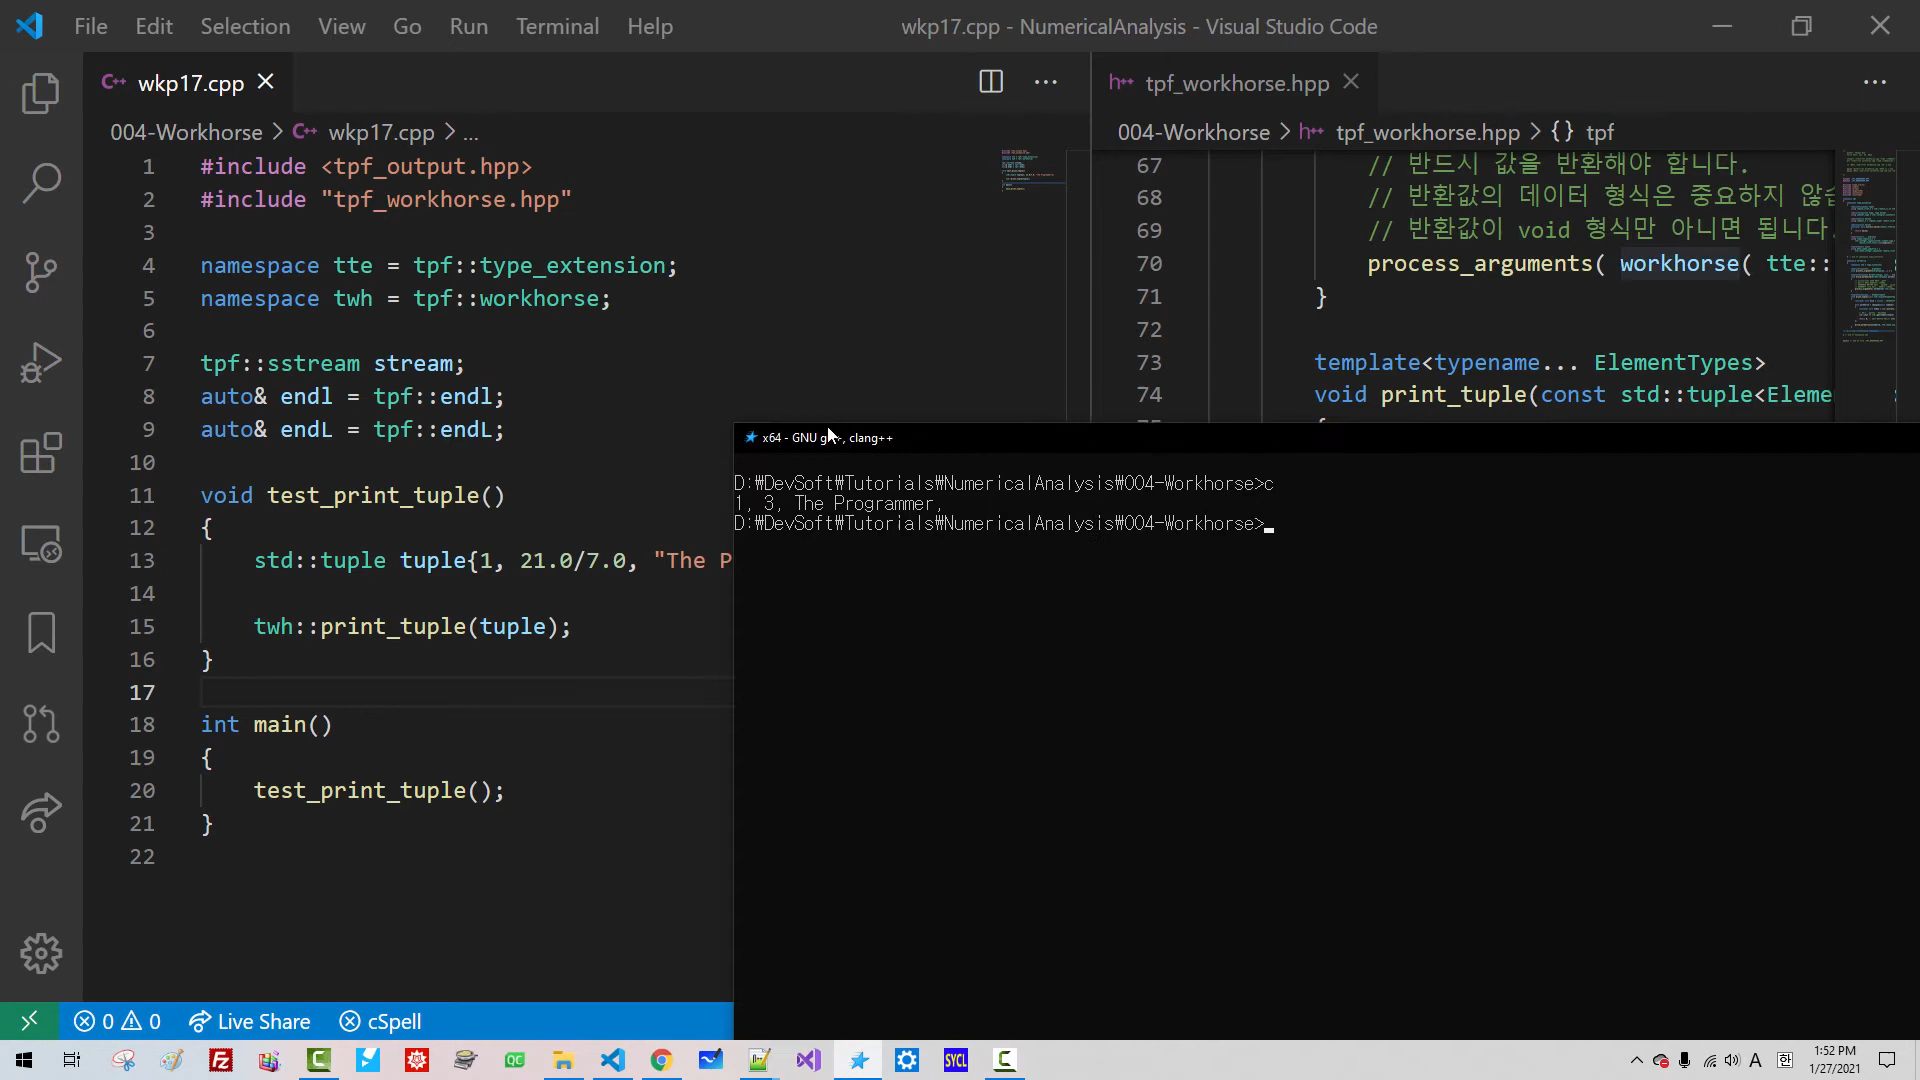 File Edit Selection View Go Run Terminal Help
wkp17.cpp - NumericalAnalysis - Visual Studio Code
C++ wkp17.cpp
004-Workhorse > C++ wkp17.cpp > ...
1 #include <tpf_output.hpp>
2 #include "tpf_workhorse.hpp"
3
4 namespace tte = tpf::type_extension;
5 namespace twh = tpf::workhorse;
6
7 tpf::sstream stream;
8 auto& endl = tpf::endl;
9 auto& endL = tpf::endL;
10
11 void test_print_tuple()
12 {
13 std::tuple tuple{1, 21.0/7.0, "The P
14
15 twh::print_tuple(tuple);
16 }
17
18 int main()
19 {
20 test_print_tuple();
21 }
22
h++ tpf_workhorse.hpp
004-Workhorse > h++ tpf_workhorse.hpp > {} tpf
67 // 반드시 값을 반환해야 합니다.
68 // 반환값의 데이터 형식은 중요하지 않
69 // 반환값이 void 형식만 아니면 됩니다.
70 process_arguments( workhorse( tte::
71 }
72
73 template<typename... ElementTypes>
74 void print_tuple(const std::tuple<Eleme
x64 - GNU g++, clang++
D:₩DevSoft₩Tutorials₩NumericalAnalysis₩004-Workhorse>c
1, 3, The Programmer,
D:₩DevSoft₩Tutorials₩NumericalAnalysis₩004-Workhorse>
0 0 Live Share cSpell
QC
SYCL
A 한
1:52 PM
1/27/2021